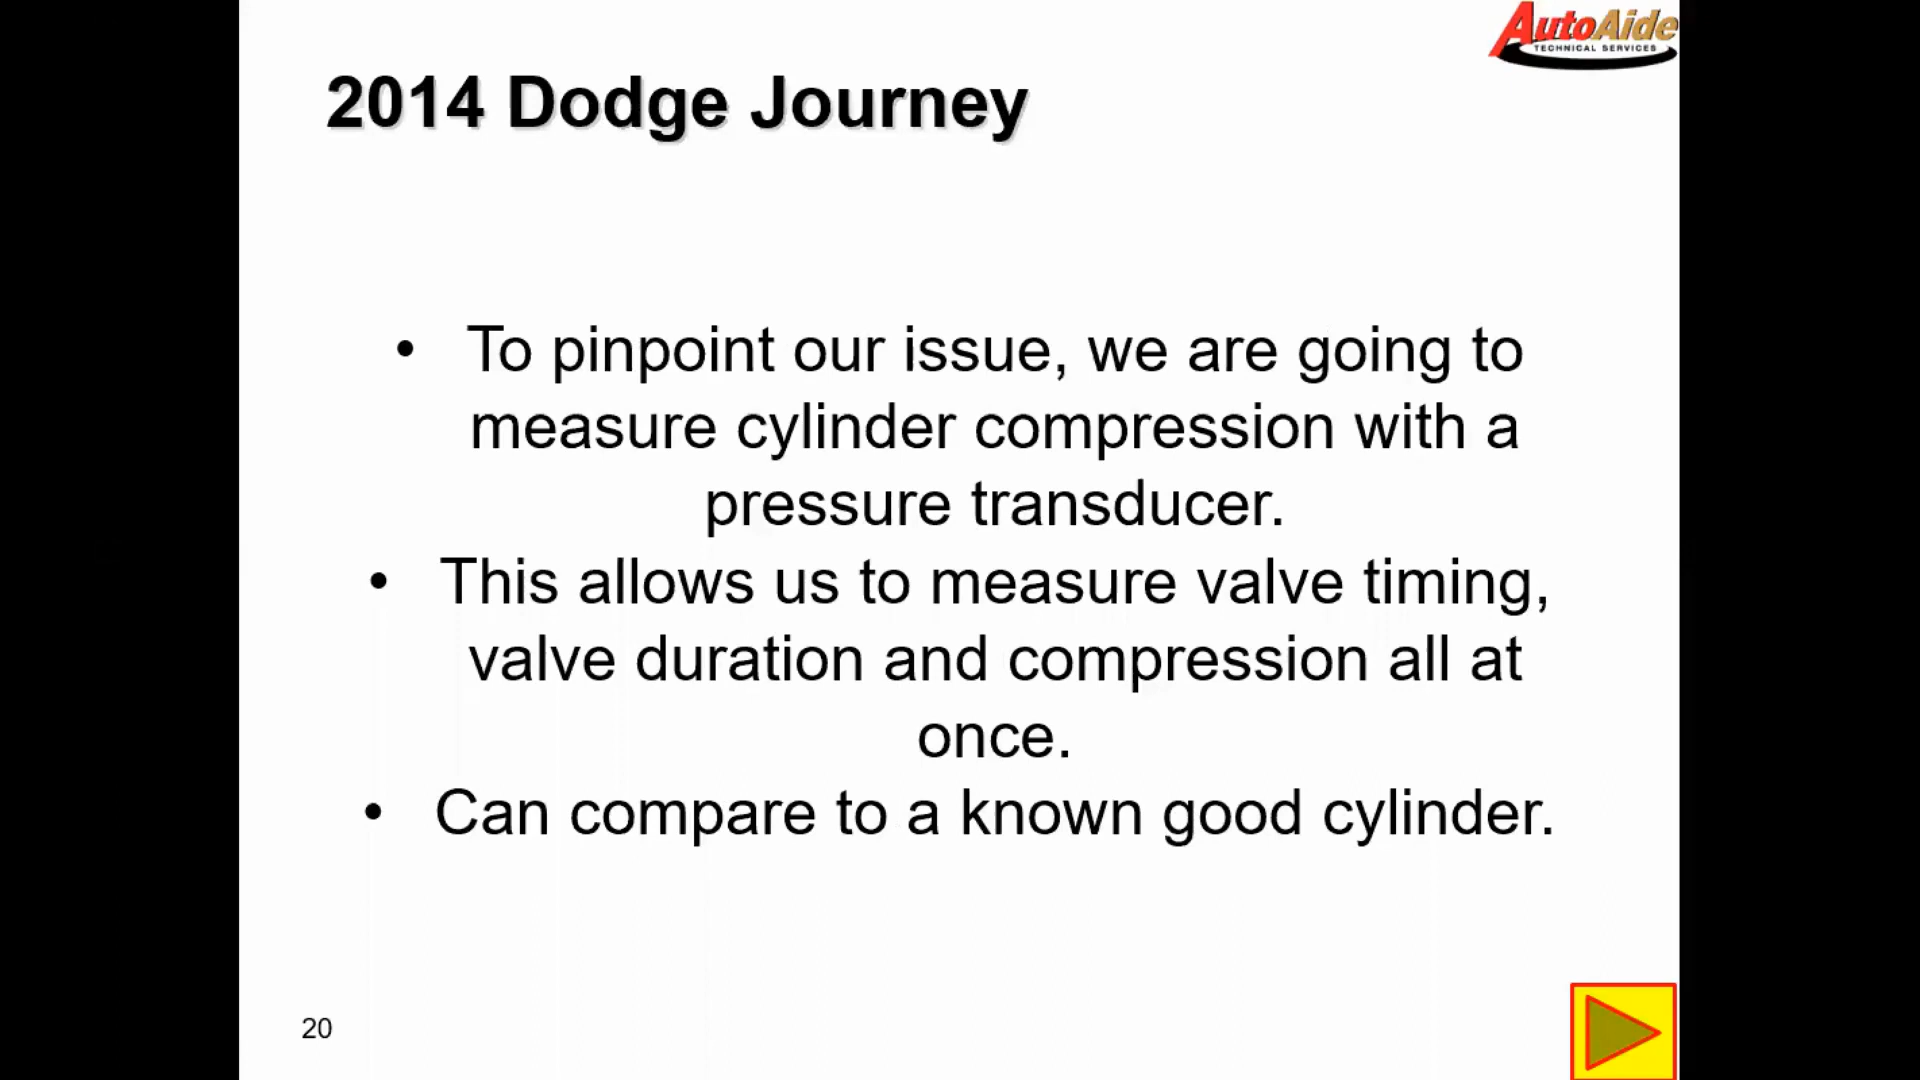 AutoAide
TECHNICAL SERVICES
2014 Dodge Journey
• To pinpoint our issue, we are going to
measure cylinder compression with a
pressure transducer.
• This allows us to measure valve timing,
valve duration and compression all at
once.
• Can compare to a known good cylinder.
20